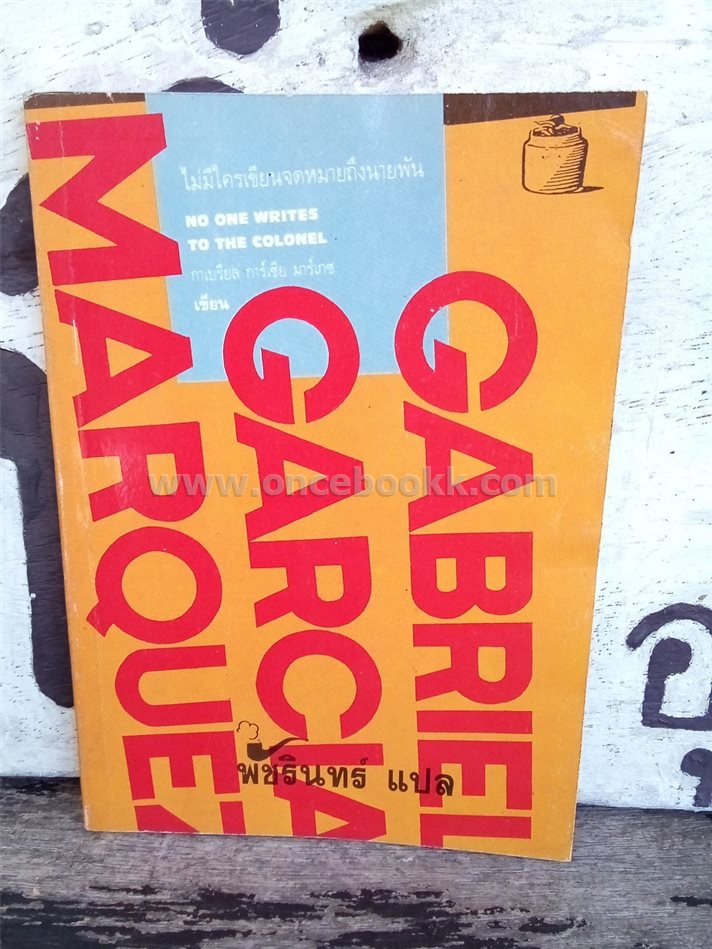 ไม่มีใครเขียนจดหมายถึงนายพัน
NO ONE WRITES
TO THE COLONEL
กาเบรียล การ์เซีย มาร์เกซ
เขียน
GABRIEL
GARCIA
MARQUEZ
www.oncebookk.com
พัชรินทร์ แปล